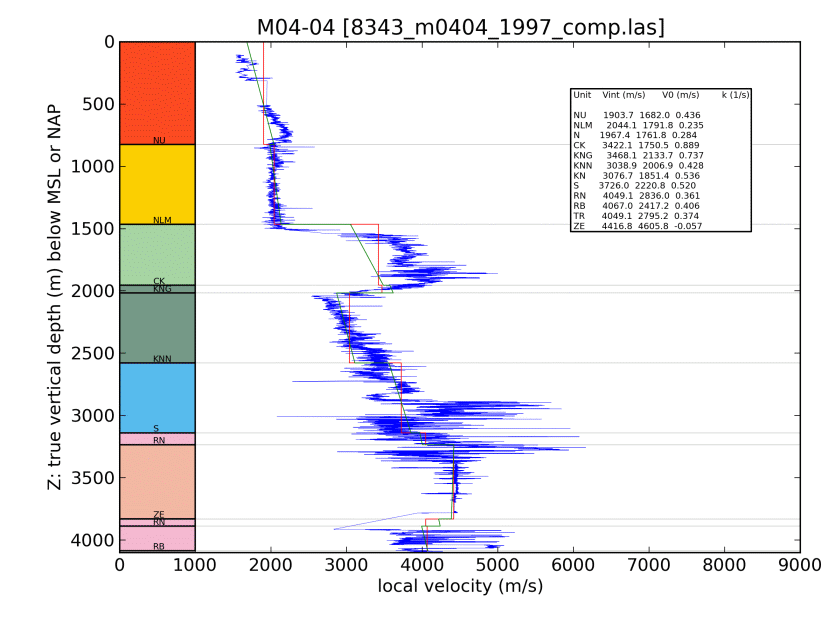 M04-04 [8343_m0404_1997_comp.las]
Z: true vertical depth (m) below MSL or NAP
0
500
1000
1500
2000
2500
3000
3500
4000
NU
NLM
CK
KNG
KNN
S
RN
ZE
RN
RB
Unit Vint (m/s) V0 (m/s) k (1/s)
NU 1903.7 1682.0 0.436
NLM 2044.1 1791.8 0.235
N 1967.4 1761.8 0.284
CK 3422.1 1750.5 0.889
KNG 3468.1 2133.7 0.737
KNN 3038.9 2006.9 0.428
KN 3076.7 1851.4 0.536
S 3726.0 2220.8 0.520
RN 4049.1 2836.0 0.361
RB 4067.0 2417.2 0.406
TR 4049.1 2795.2 0.374
ZE 4416.8 4605.8 -0.057
0 1000 2000 3000 4000 5000 6000 7000 8000 9000
local velocity (m/s)